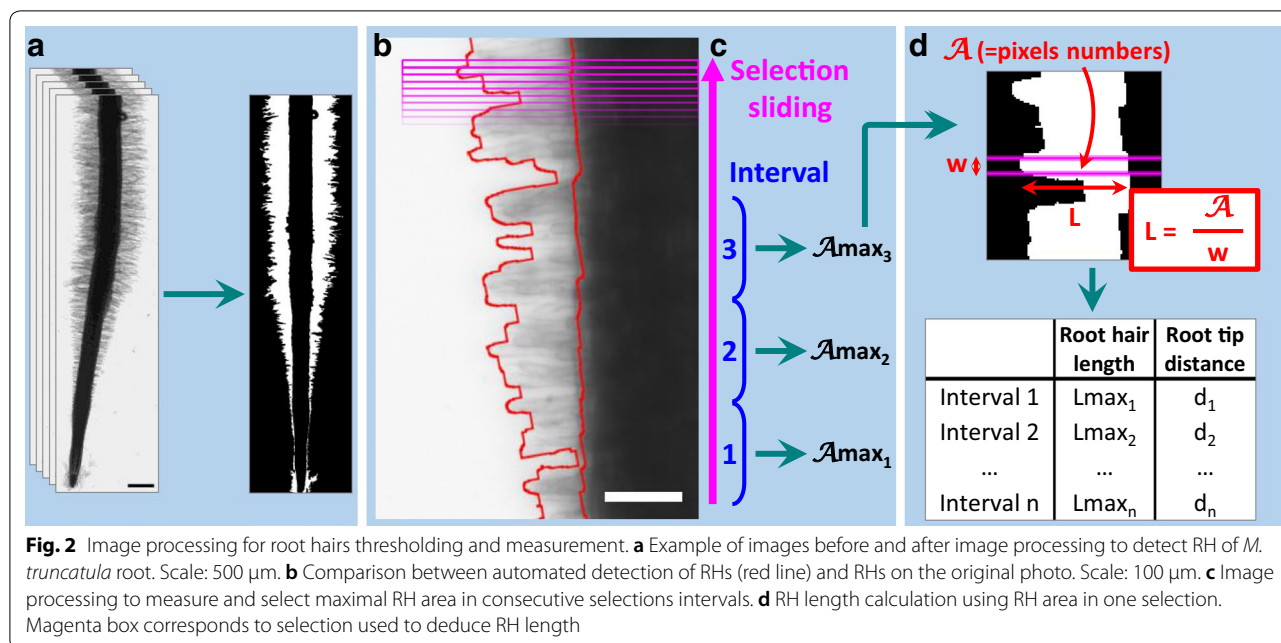 a
b
c
d
Selection
sliding
Interval
3
𝒜max₃
2
𝒜max₂
1
𝒜max₁
𝒜 (=pixels numbers)
w
L
L = 𝒜
w
Root hair Root tip
length distance
Interval 1 Lmax₁ d₁
Interval 2 Lmax₂ d₂
... ... ...
Interval n Lmaxₙ dₙ
Fig. 2 Image processing for root hairs thresholding and measurement. a Example of images before and after image processing to detect RH of M.
truncatula root. Scale: 500 μm. b Comparison between automated detection of RHs (red line) and RHs on the original photo. Scale: 100 μm. c Image
processing to measure and select maximal RH area in consecutive selections intervals. d RH length calculation using RH area in one selection.
Magenta box corresponds to selection used to deduce RH length